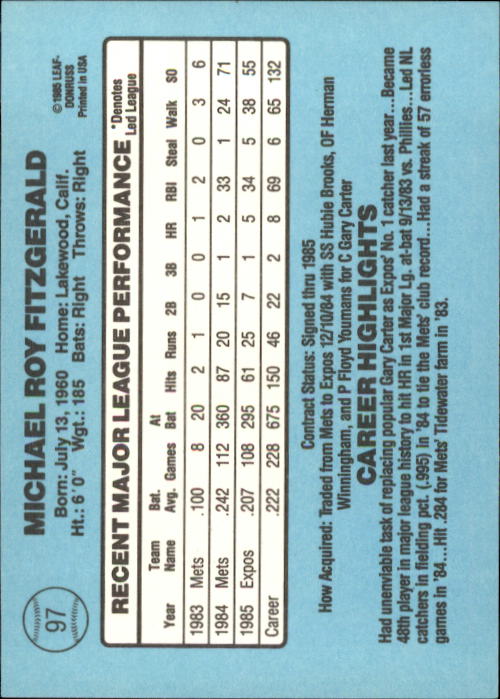 97
MICHAEL ROY FITZGERALD
©1985 LEAF-
DONRUSS
Printed in USA
Born: July 13, 1960 Home: Lakewood, Calif.
Ht.: 6'0" Wgt.: 185 Bats: Right Throws: Right
RECENT MAJOR LEAGUE PERFORMANCE
*Denotes
Led League
Year Team Name Bat. Avg. Games At Bat Hits Runs 2B 3B HR RBI Steal Walk SO
1983 Mets .100 8 20 2 1 0 0 1 2 0 3 6
1984 Mets .242 112 360 87 20 15 1 2 33 1 24 71
1985 Expos .207 108 295 61 25 7 1 5 34 5 38 55
Career .222 228 675 150 46 22 2 8 69 6 65 132
Contract Status: Signed thru 1985
How Acquired: Traded from Mets to Expos 12/10/84 with SS Hubie Brooks, OF Herman
Winningham, and P Floyd Youmans for C Gary Carter
CAREER HIGHLIGHTS
Had unenviable task of replacing popular Gary Carter as Expos' No. 1 catcher last year...Became
48th player in major league history to hit HR in 1st Major Lg. at-bat 9/13/83 vs. Phillies...Led NL
catchers in fielding pct. (.995) in '84 to tie the Mets' club record...Had a streak of 57 errorless
games in '84...Hit .284 for Mets' Tidewater farm in '83.